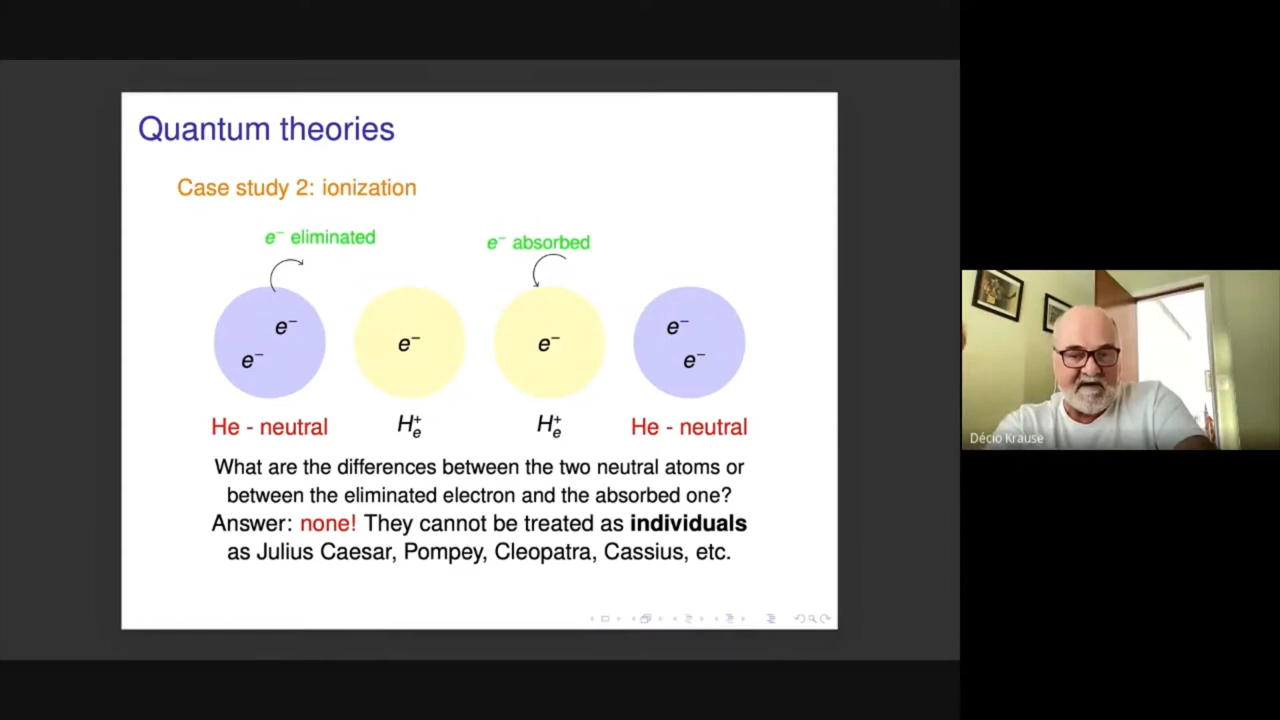 Quantum theories
Case study 2: ionization
e⁻ eliminated
e⁻ absorbed
e⁻
e⁻
e⁻
e⁻
e⁻
e⁻
He - neutral
H⁺ₑ
H⁺ₑ
He - neutral
What are the differences between the two neutral atoms or
between the eliminated electron and the absorbed one?
Answer: none! They cannot be treated as individuals
as Julius Caesar, Pompey, Cleopatra, Cassius, etc.
Décio Krause